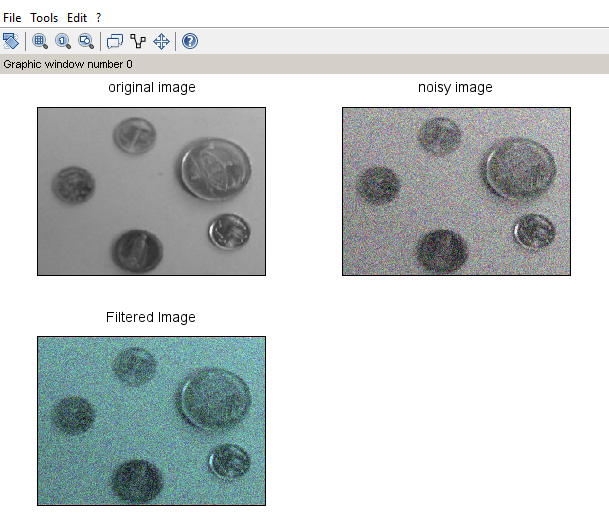 File Tools Edit ?
Graphic window number 0
original image
noisy image
Filtered Image